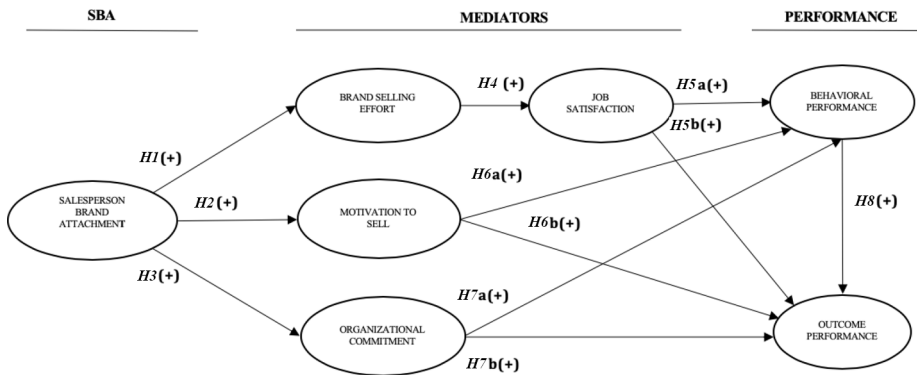 SBA
MEDIATORS
PERFORMANCE
BRAND SELLING
EFFORT
H4 (+)
JOB
SATISFACTION
H5a(+)
H5b(+)
BEHAVIORAL
PERFORMANCE
H1(+)
SALESPERSON
BRAND
ATTACHMENT
H2(+)
MOTIVATION TO
SELL
H6a(+)
H6b(+)
H8(+)
H3(+)
ORGANIZATIONAL
COMMITMENT
H7a(+)
H7b(+)
OUTCOME
PERFORMANCE